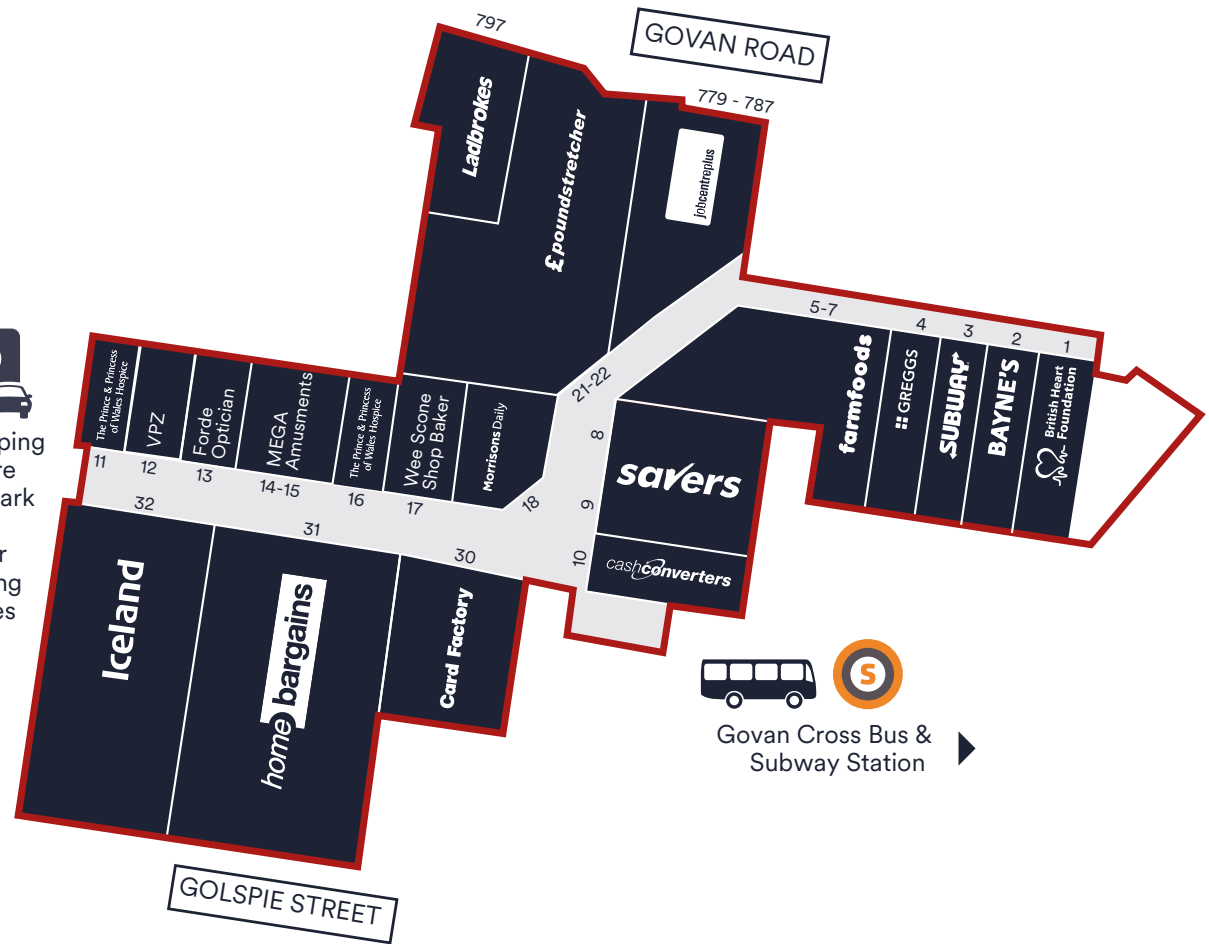 797
GOVAN ROAD
779 - 787
Ladbrokes
£poundstretcher
jobcentreplus
5-7
4
3
2
1
farmfoods
GREGGS
SUBWAY
BAYNE'S
British Heart
Foundation
21-22
8
savers
9
10
cashconverters
The Prince & Princess
of Wales Hospice
VPZ
Forde
Optician
MEGA
Amusments
The Prince & Princess
of Wales Hospice
Wee Scone
Shop Baker
Morrisons Daily
11
12
13
14-15
16
17
18
32
31
30
Iceland
home bargains
Card Factory
ping
re
ark
r
ng
es
S
Govan Cross Bus &
Subway Station
GOLSPIE STREET